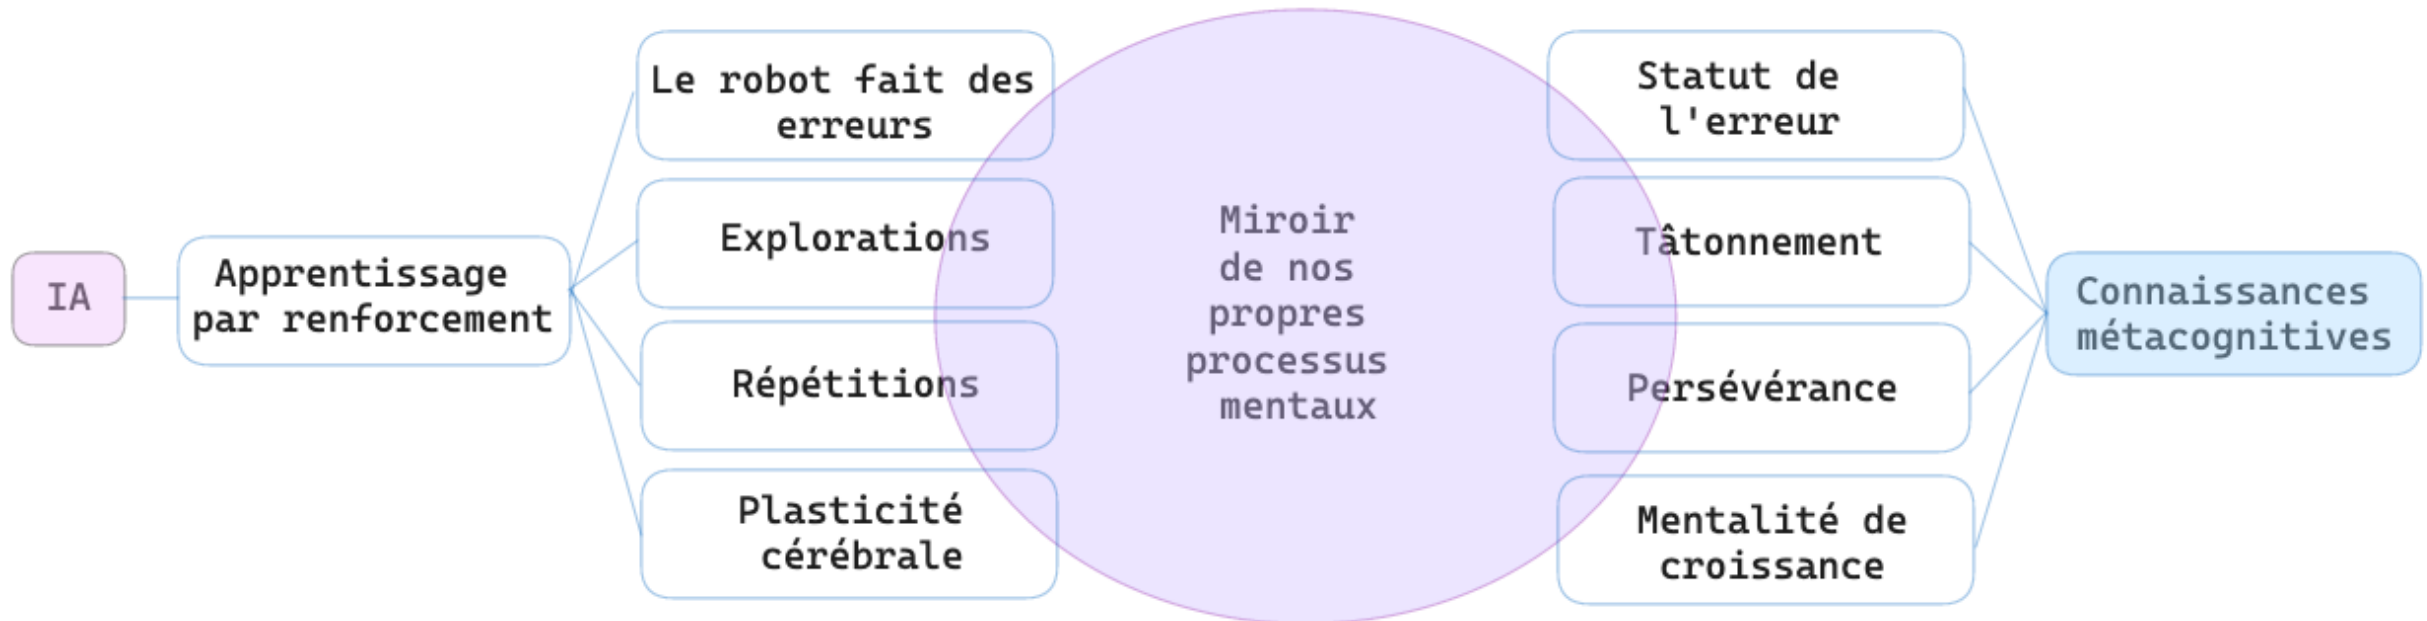 IA
Apprentissage
par renforcement
Le robot fait des
erreurs
Explorations
Répétitions
Plasticité
cérébrale
Miroir
de nos
propres
processus
mentaux
Statut de
l'erreur
Tâtonnement
Persévérance
Mentalité de
croissance
Connaissances
métacognitives